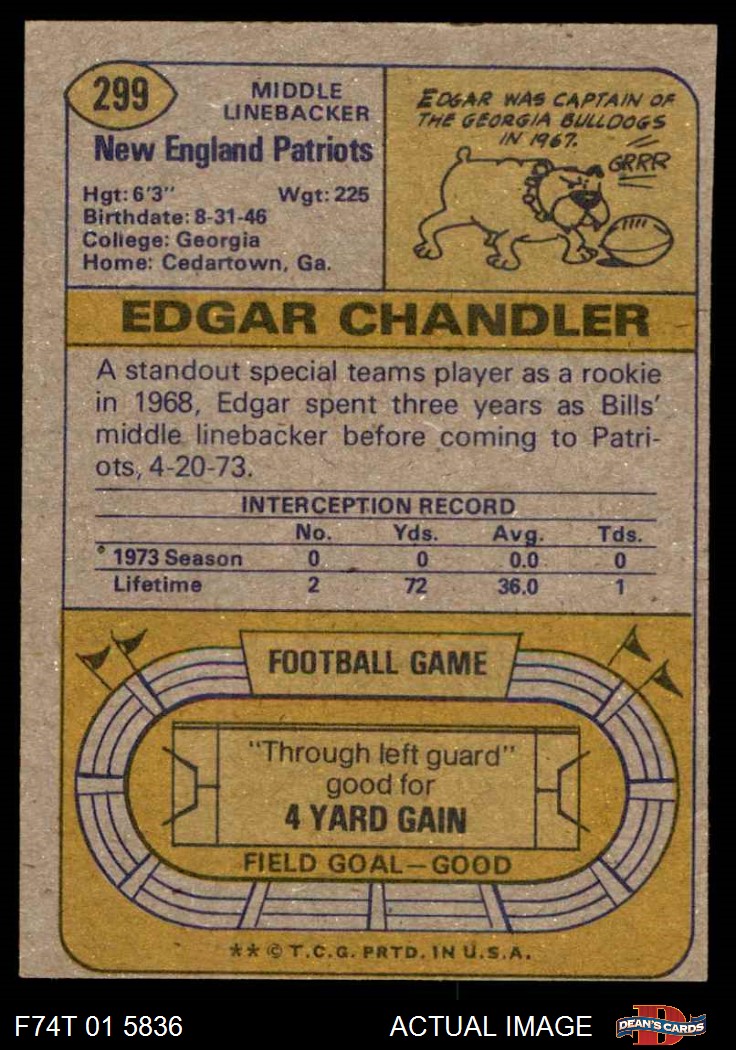 299
MIDDLE
LINEBACKER
New England Patriots
Hgt: 6'3" Wgt: 225
Birthdate: 8-31-46
College: Georgia
Home: Cedartown, Ga.
EDGAR WAS CAPTAIN OF
THE GEORGIA BULLDOGS
IN 1967.
GRRR
EDGAR CHANDLER
A standout special teams player as a rookie
in 1968, Edgar spent three years as Bills'
middle linebacker before coming to Patri-
ots, 4-20-73.
INTERCEPTION RECORD
No. Yds. Avg. Tds.
1973 Season 0 0 0.0 0
Lifetime 2 72 36.0 1
FOOTBALL GAME
"Through left guard"
good for
4 YARD GAIN
FIELD GOAL—GOOD
** © T.C.G. PRTD. IN U.S.A.
F74T 01 5836 ACTUAL IMAGE
D
DEAN'S CARDS